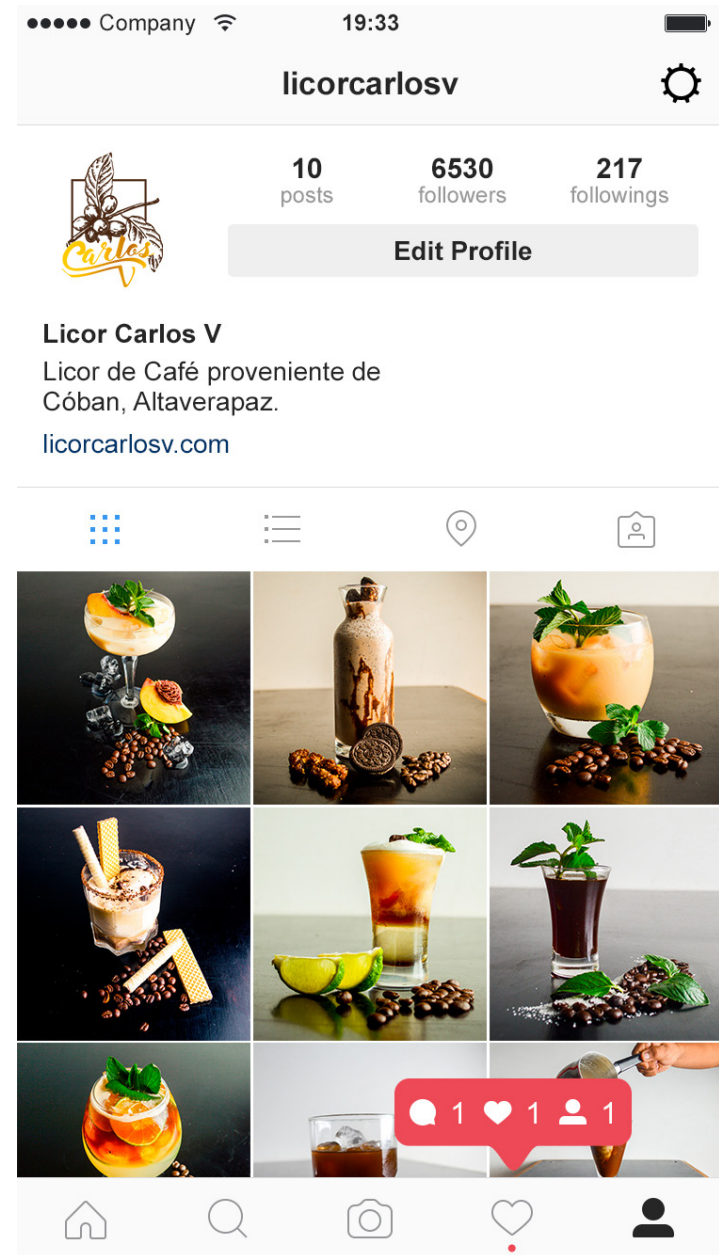 Company 19:33
licorcarlosv
10 6530 217
posts followers followings
Edit Profile
Carlos
V
Licor Carlos V
Licor de Café proveniente de
Cóban, Altaverapaz.
licorcarlosv.com
1 1 1